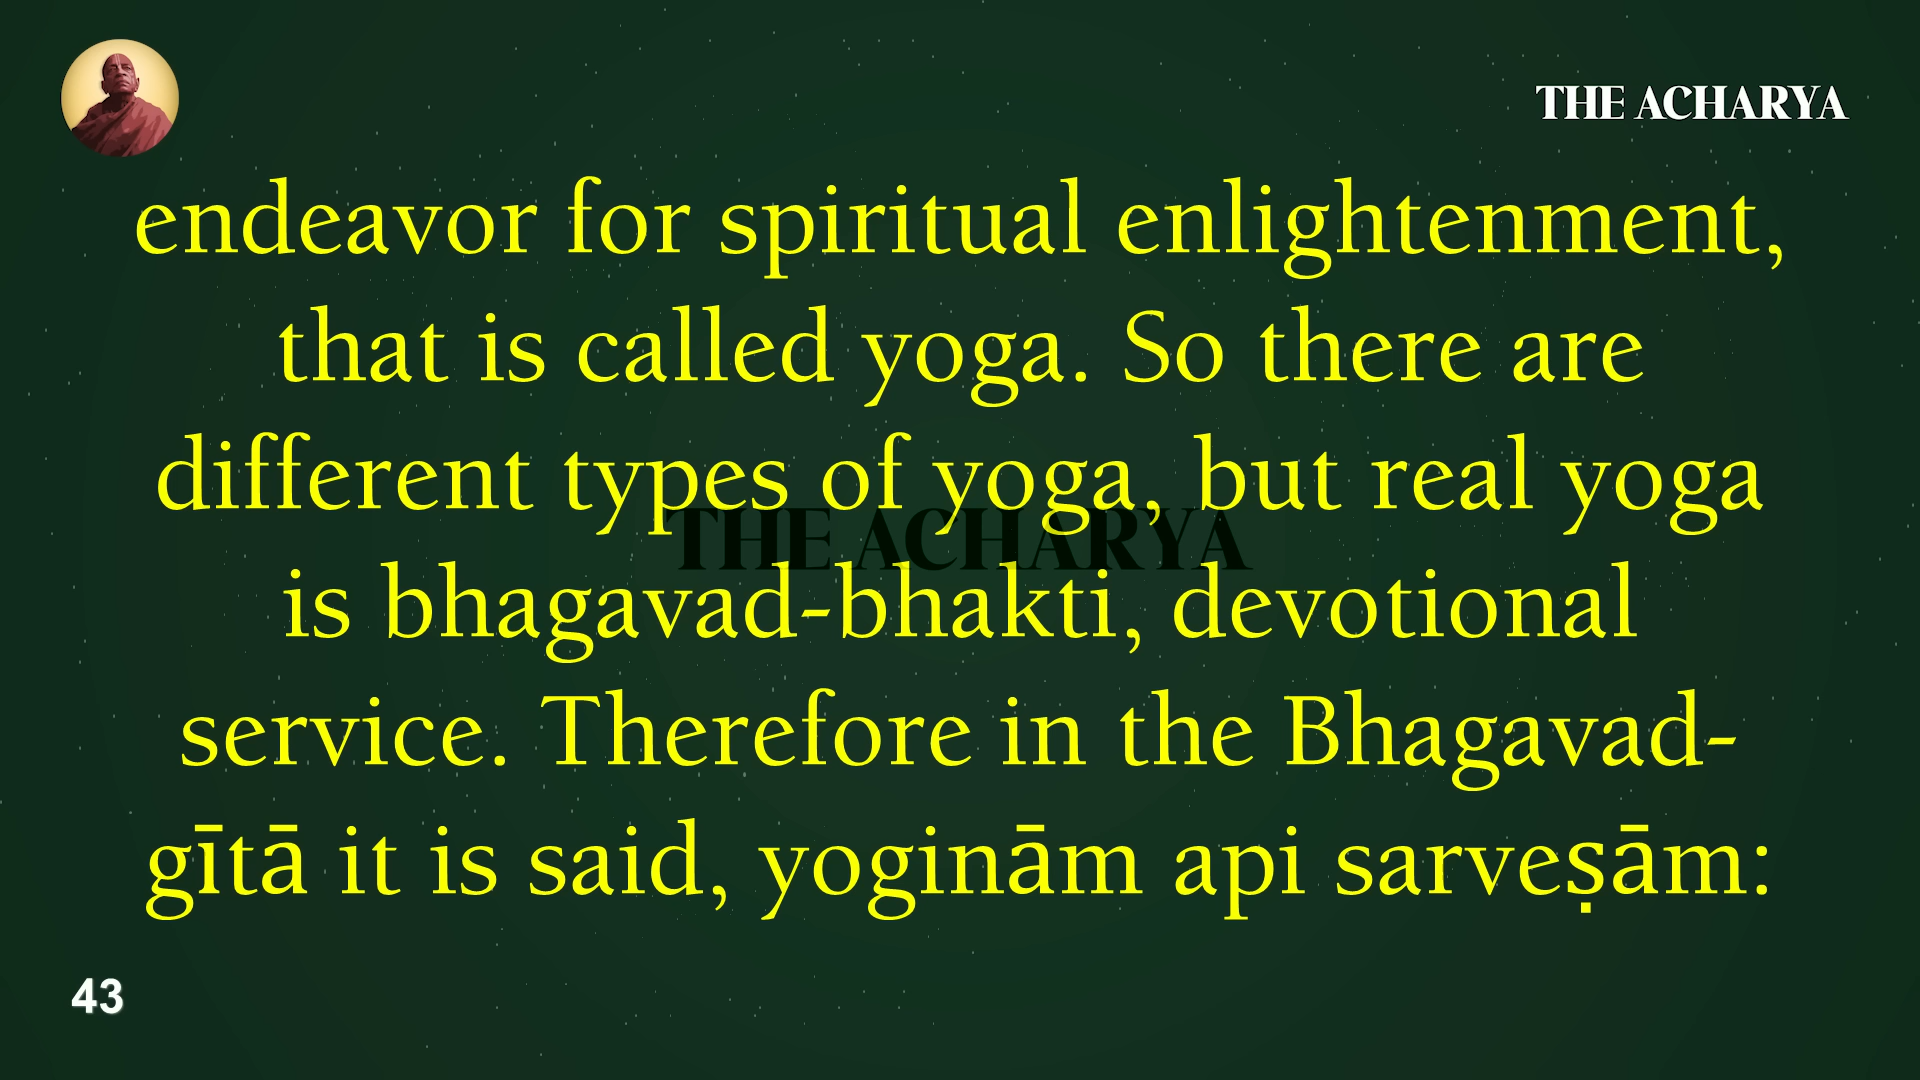 THE ACHARYA
endeavor for spiritual enlightenment,
that is called yoga. So there are
different types of yoga, but real yoga
THE ACHARYA
is bhagavad-bhakti, devotional
service. Therefore in the Bhagavad-
gītā it is said, yoginām api sarveṣām:
43